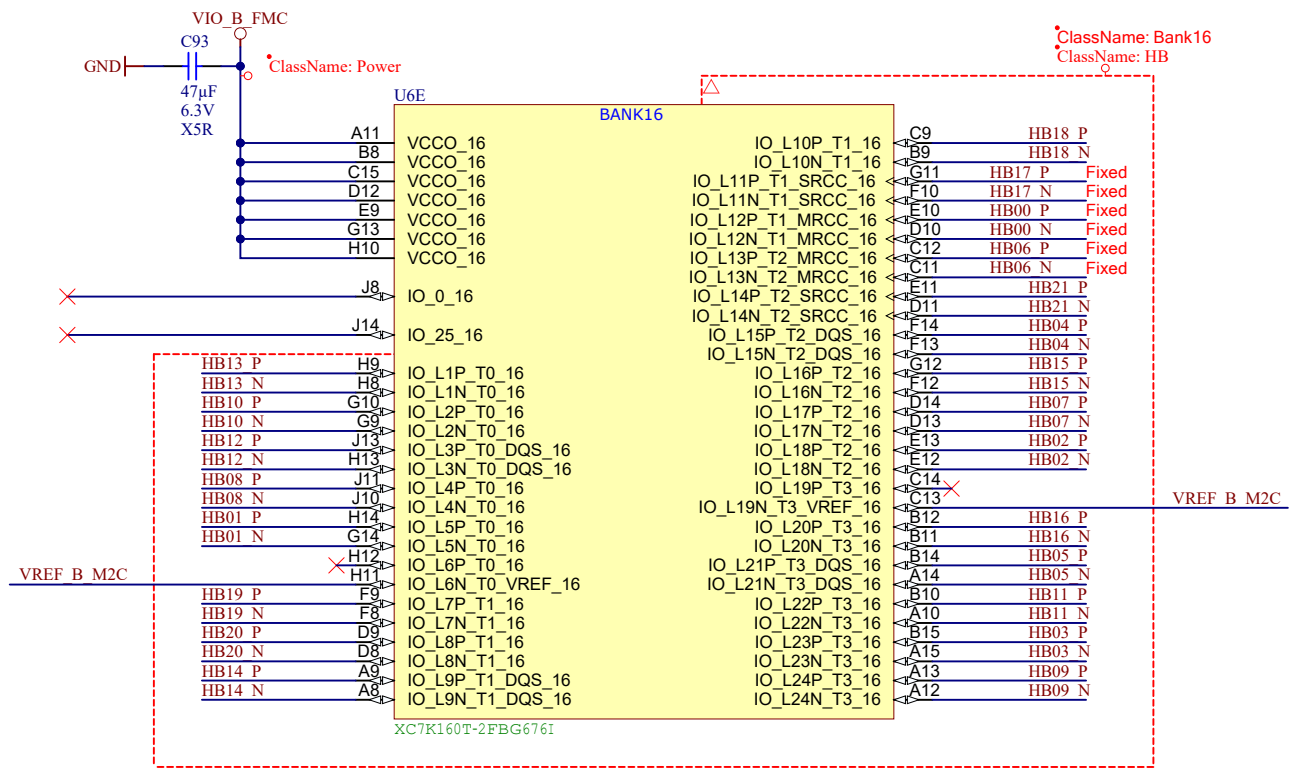 VIO_B_FMC
C93
GND
47µF
6.3V
X5R
ClassName: Power
ClassName: Bank16
ClassName: HB
U6E
BANK16
A11 VCCO_16
B8 VCCO_16
C15 VCCO_16
D12 VCCO_16
E9 VCCO_16
G13 VCCO_16
H10 VCCO_16
J8 IO_0_16
J14 IO_25_16
HB13_P H9 IO_L1P_T0_16
HB13_N H8 IO_L1N_T0_16
HB10_P G10 IO_L2P_T0_16
HB10_N G9 IO_L2N_T0_16
HB12_P J13 IO_L3P_T0_DQS_16
HB12_N H13 IO_L3N_T0_DQS_16
HB08_P J11 IO_L4P_T0_16
HB08_N J10 IO_L4N_T0_16
HB01_P H14 IO_L5P_T0_16
HB01_N G14 IO_L5N_T0_16
H12 IO_L6P_T0_16
VREF_B_M2C H11 IO_L6N_T0_VREF_16
HB19_P F9 IO_L7P_T1_16
HB19_N F8 IO_L7N_T1_16
HB20_P D9 IO_L8P_T1_16
HB20_N D8 IO_L8N_T1_16
HB14_P A9 IO_L9P_T1_DQS_16
HB14_N A8 IO_L9N_T1_DQS_16
IO_L10P_T1_16 C9 HB18_P
IO_L10N_T1_16 B9 HB18_N
IO_L11P_T1_SRCC_16 G11 HB17_P Fixed
IO_L11N_T1_SRCC_16 F10 HB17_N Fixed
IO_L12P_T1_MRCC_16 E10 HB00_P Fixed
IO_L12N_T1_MRCC_16 D10 HB00_N Fixed
IO_L13P_T2_MRCC_16 C12 HB06_P Fixed
IO_L13N_T2_MRCC_16 C11 HB06_N Fixed
IO_L14P_T2_SRCC_16 E11 HB21_P
IO_L14N_T2_SRCC_16 D11 HB21_N
IO_L15P_T2_DQS_16 F14 HB04_P
IO_L15N_T2_DQS_16 F13 HB04_N
IO_L16P_T2_16 G12 HB15_P
IO_L16N_T2_16 F12 HB15_N
IO_L17P_T2_16 D14 HB07_P
IO_L17N_T2_16 D13 HB07_N
IO_L18P_T2_16 E13 HB02_P
IO_L18N_T2_16 E12 HB02_N
IO_L19P_T3_16 C14
IO_L19N_T3_VREF_16 C13 VREF_B_M2C
IO_L20P_T3_16 B12 HB16_P
IO_L20N_T3_16 B11 HB16_N
IO_L21P_T3_DQS_16 B14 HB05_P
IO_L21N_T3_DQS_16 A14 HB05_N
IO_L22P_T3_16 B10 HB11_P
IO_L22N_T3_16 A10 HB11_N
IO_L23P_T3_16 B15 HB03_P
IO_L23N_T3_16 A15 HB03_N
IO_L24P_T3_16 A13 HB09_P
IO_L24N_T3_16 A12 HB09_N
XC7K160T-2FBG676I